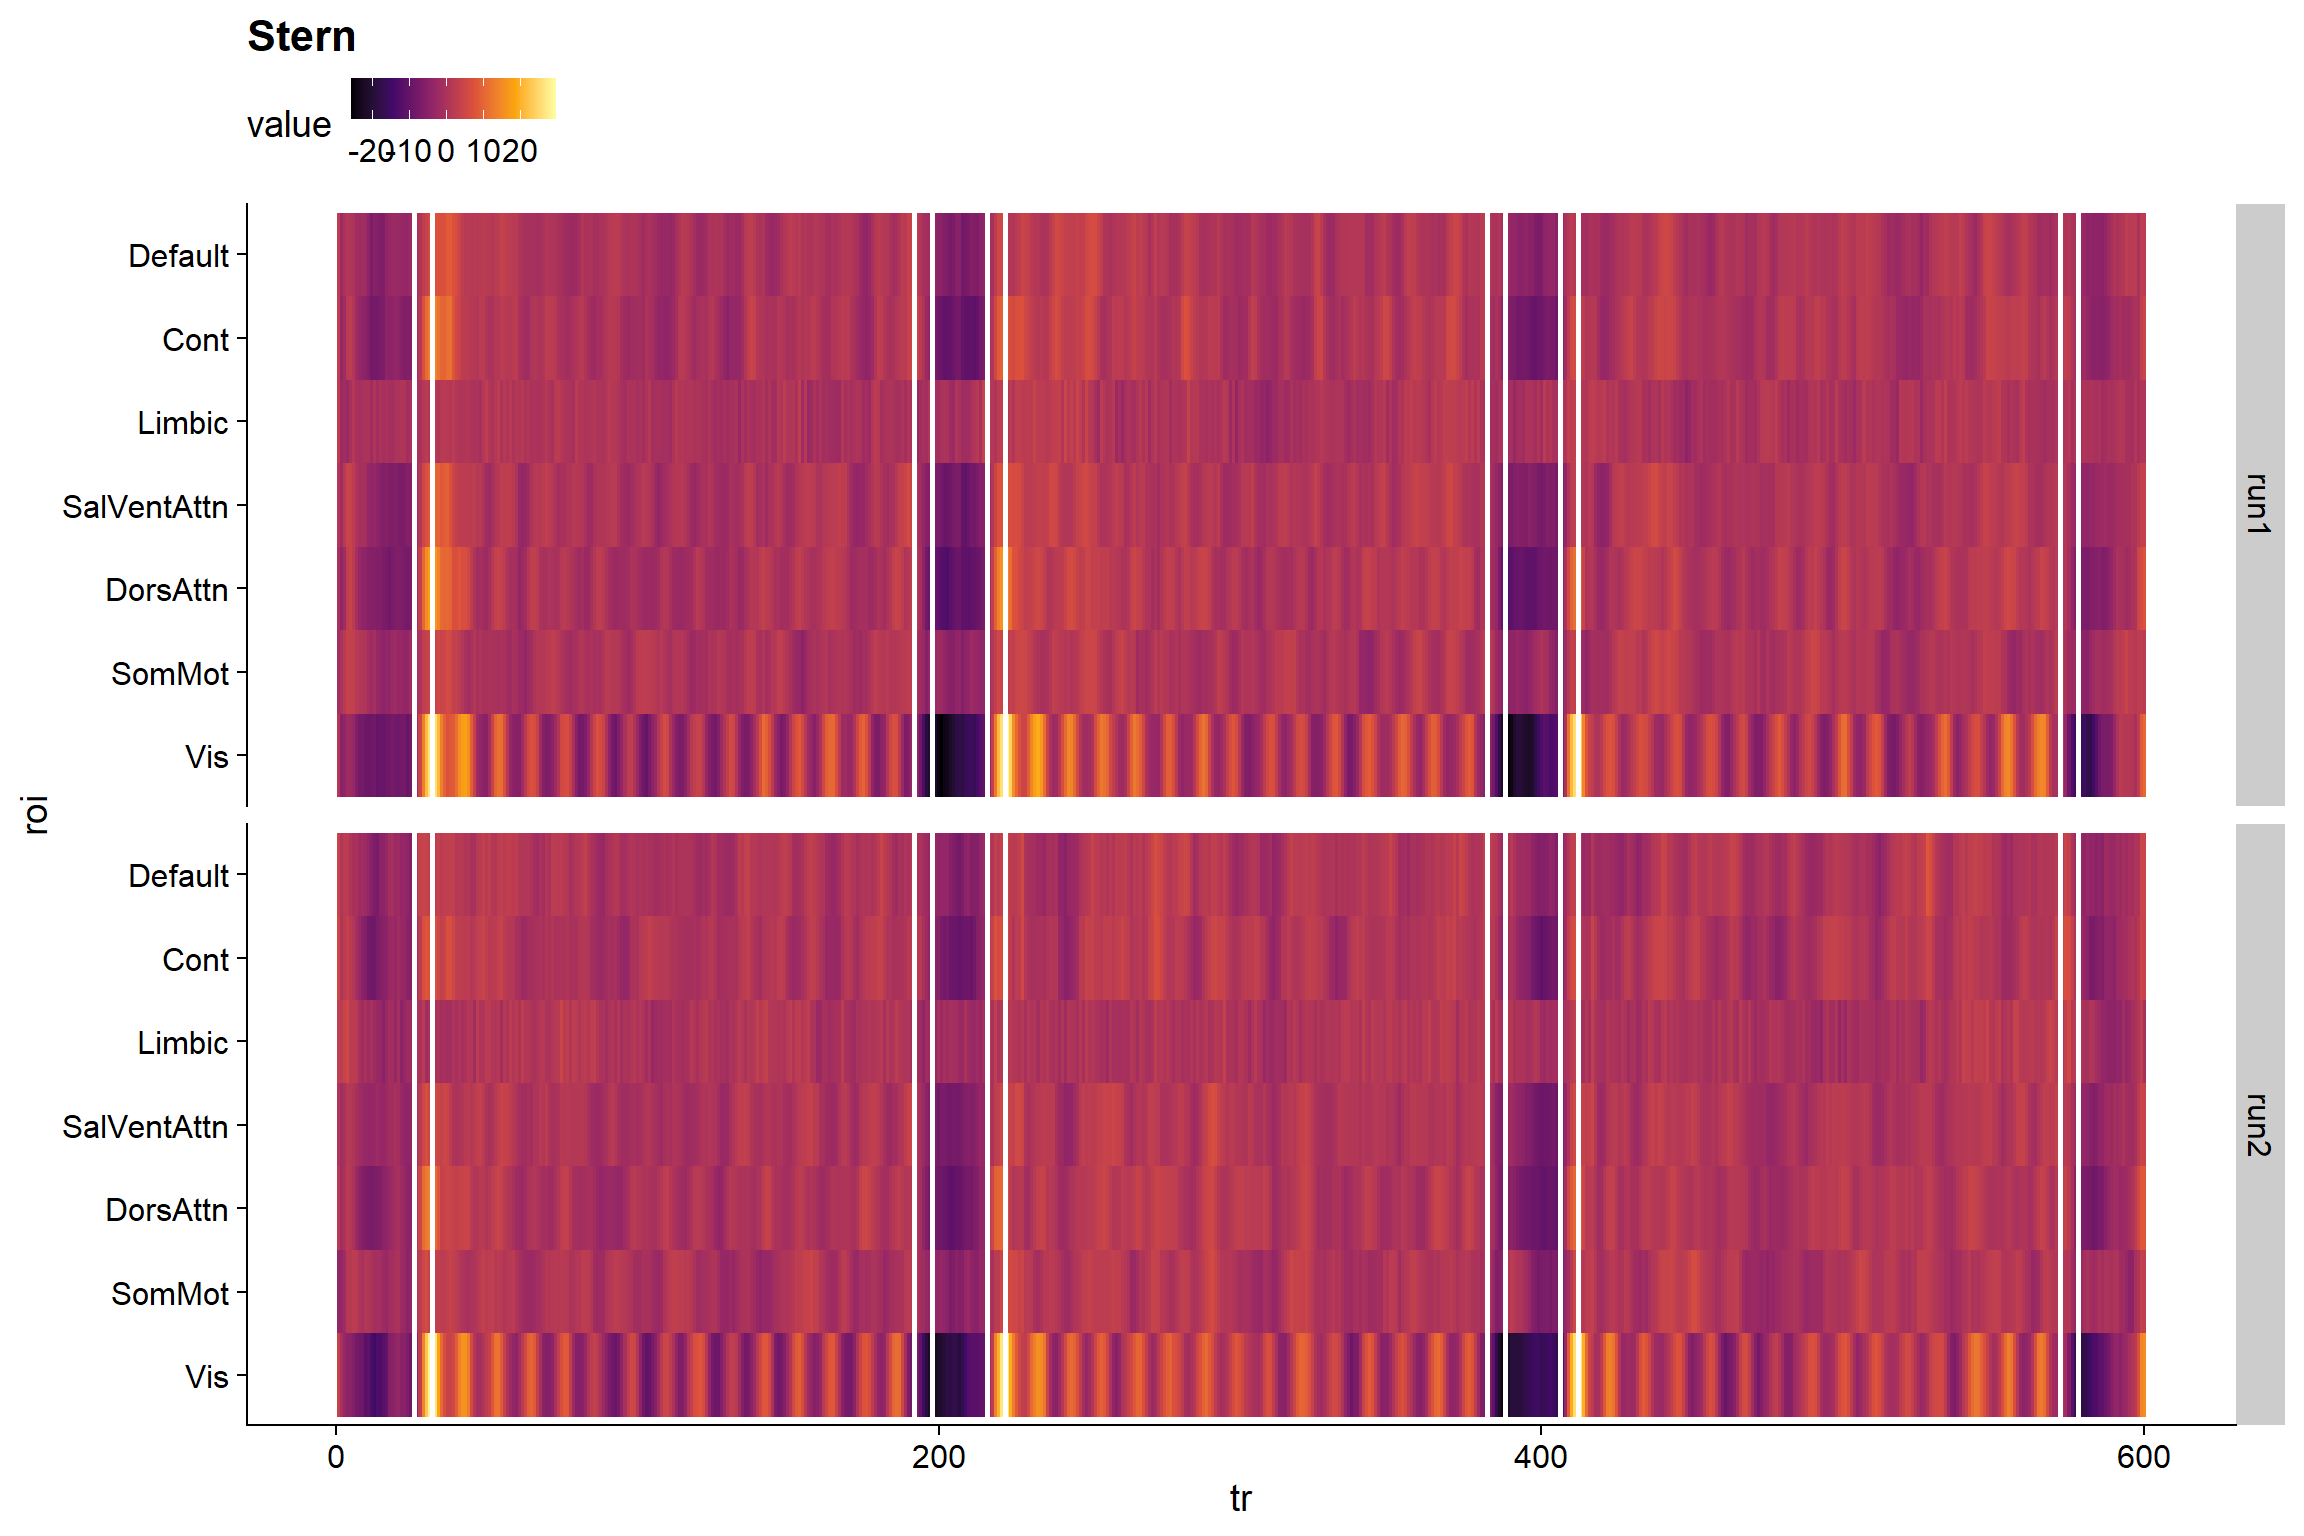 Stern
value
-20 -10 0 10 20
Default
Cont
Limbic
SalVentAttn
DorsAttn
SomMot
Vis
run1
roi
Default
Cont
Limbic
SalVentAttn
DorsAttn
SomMot
Vis
run2
0 200 400 600
tr